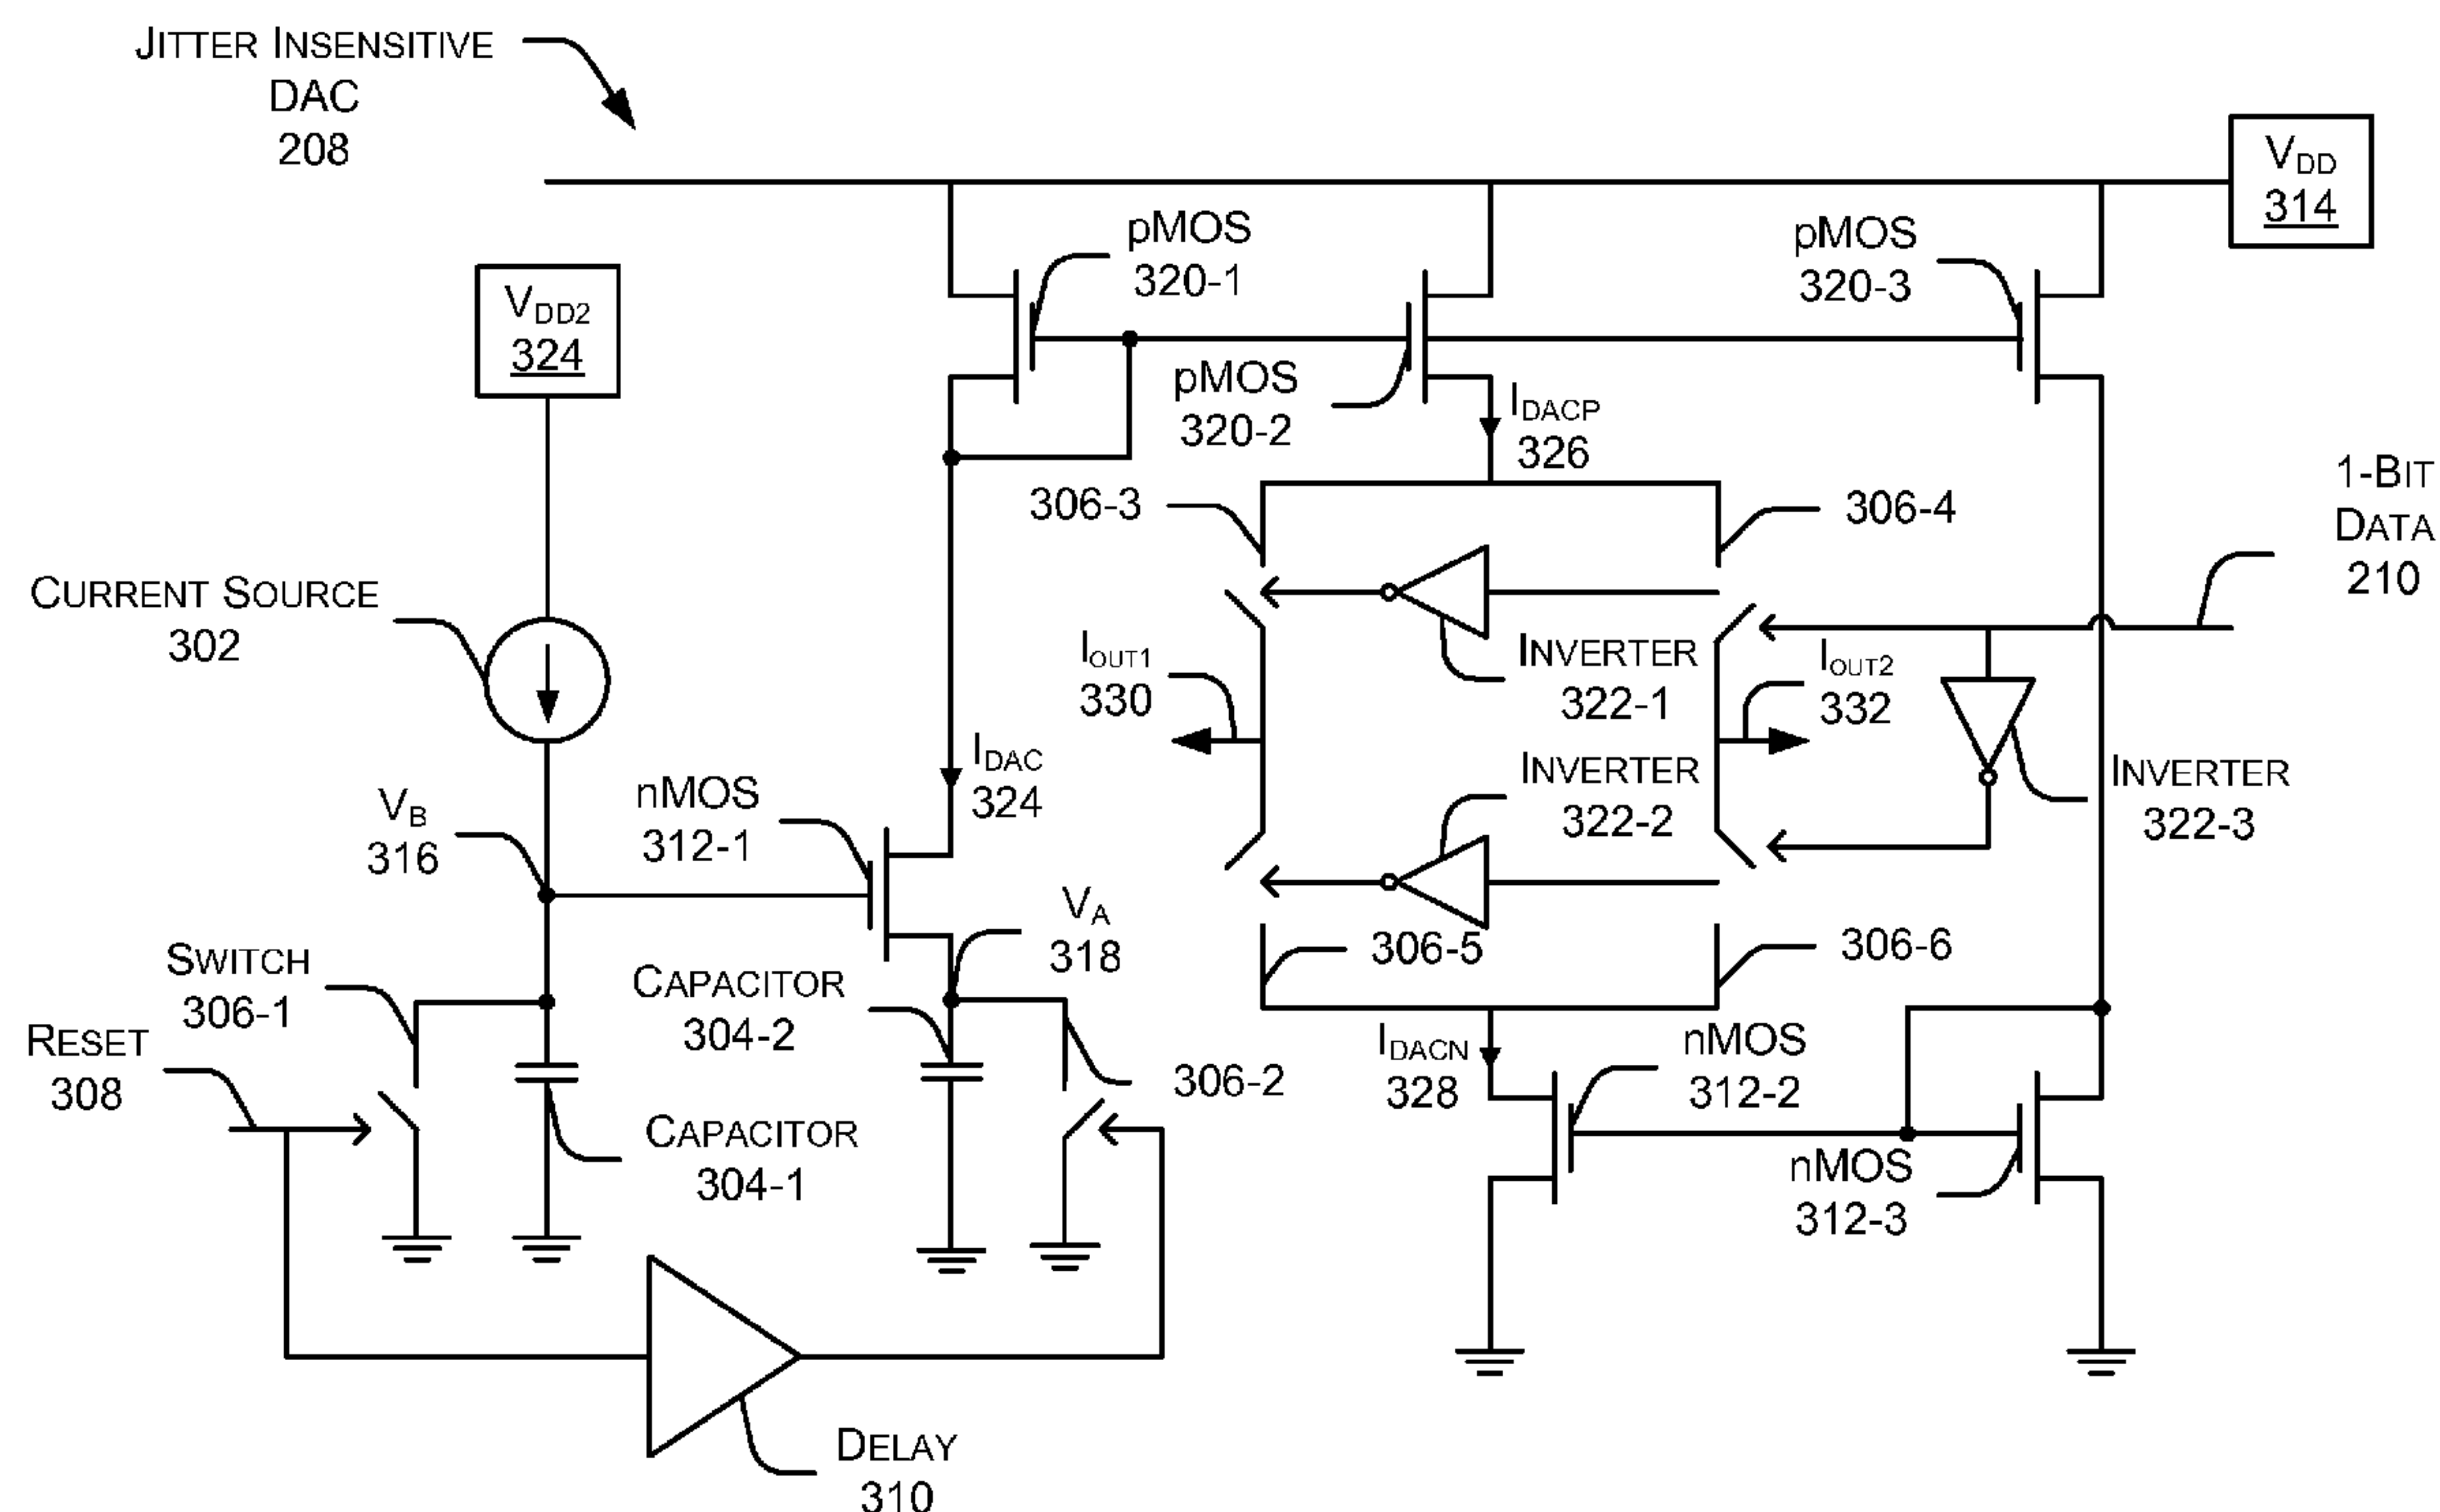 JITTER INSENSITIVE
DAC
208
VDD
314
pMOS
320-1
pMOS
320-3
VDD2
324
pMOS
320-2
IDACP
326
1-BIT
DATA
210
306-3
306-4
CURRENT SOURCE
302
IOUT1
330
INVERTER
322-1
IOUT2
332
IDAC
324
INVERTER
322-2
INVERTER
322-3
VB
316
nMOS
312-1
VA
318
SWITCH
306-1
CAPACITOR
304-2
306-5
306-6
RESET
308
306-2
IDACN
328
nMOS
312-2
CAPACITOR
304-1
nMOS
312-3
DELAY
310